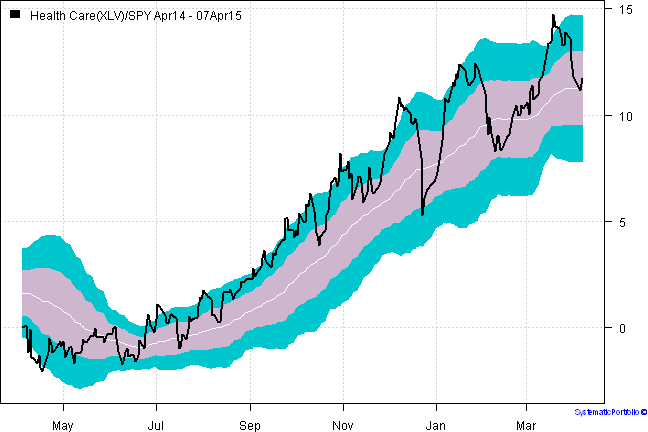 Health Care(XLV)/SPY Apr14 - 07Apr15
15
10
5
0
May Jul Sep Nov Jan Mar
SystematicPortfolio ©